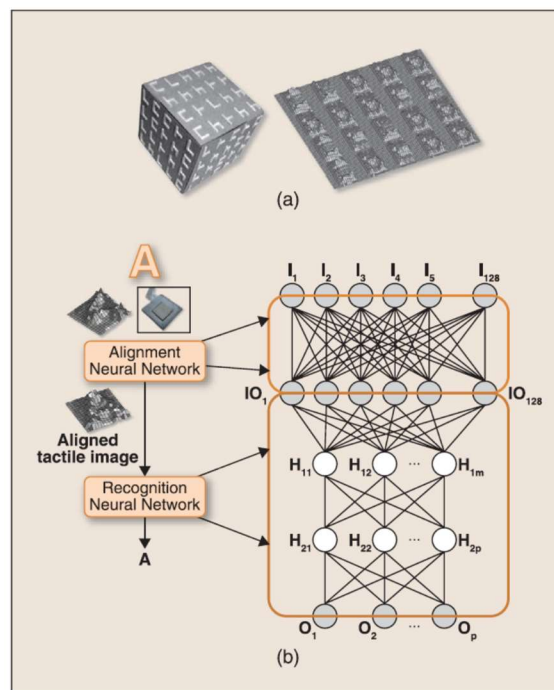 (a)
A
I1 I2 I3 I4 I5 I128
Alignment
Neural Network
IO1 IO128
Aligned
tactile image
H11 H12 ... H1m
Recognition
Neural Network
H21 H22 ... H2p
A
O1 O2 ... Op
(b)